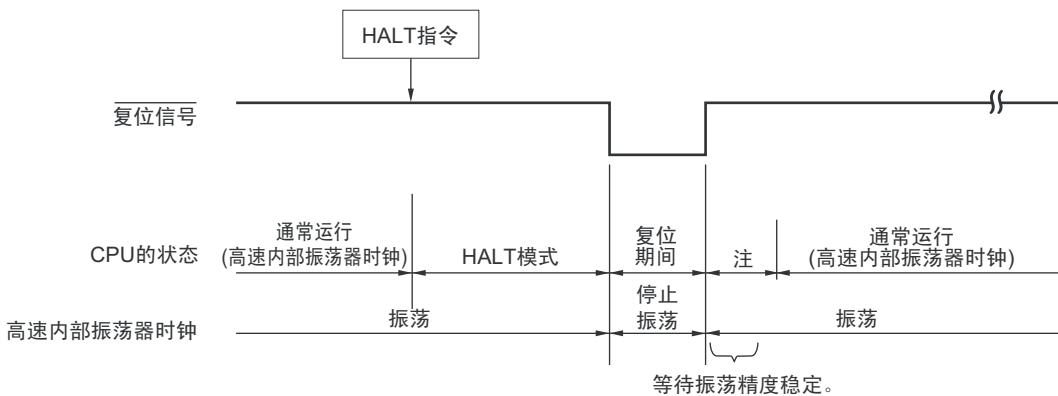 HALT指令
复位信号
CPU的状态
通常运行
(高速内部振荡器时钟)
HALT模式
复位
期间
注
通常运行
(高速内部振荡器时钟)
高速内部振荡器时钟
振荡
停止
振荡
振荡
等待振荡精度稳定。